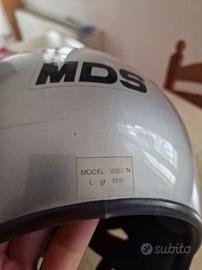 MDS
MODEL VISION
L gr 1240
subito